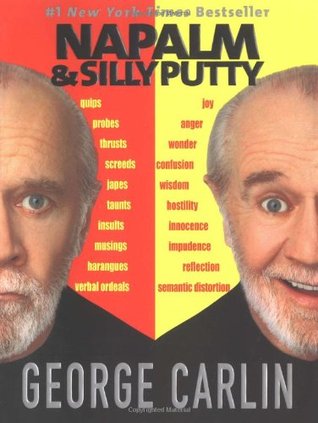 #1 New York Times Bestseller
NAPALM
& SILLY PUTTY
quips
probes
thrusts
screeds
japes
taunts
insults
musings
harangues
verbal ordeals
joy
anger
wonder
confusion
wisdom
hostility
innocence
impudence
reflection
semantic distortion
GEORGE CARLIN